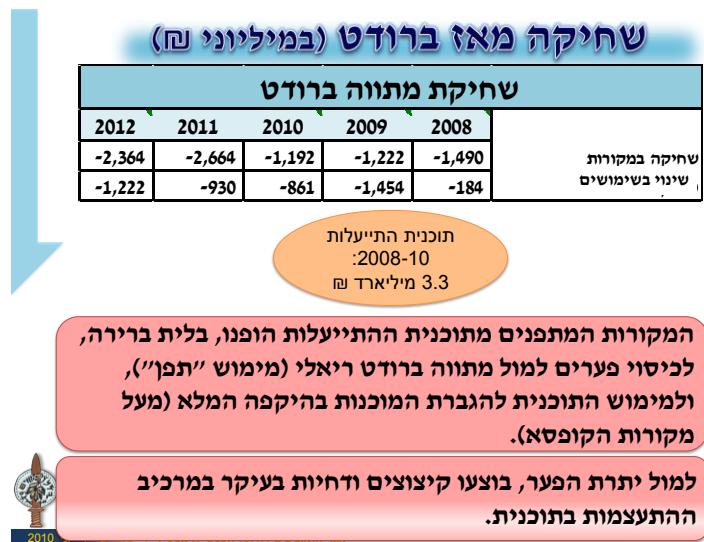 שחיקה מאז ברודט (במיליוני ₪)
שחיקת מתווה ברודט
2008 2009 2010 2011 2012
שחיקה במקורות -1,490 -1,222 -1,192 -2,664 -2,364
שינוי בשימושים -184 -1,454 -861 -930 -1,222
תוכנית התייעלות
2008-10:
3.3 מיליארד ₪
המקורות המתפנים מתוכנית ההתייעלות הופנו, בלית ברירה,
לכיסוי פערים למול מתווה ברודט ריאלי (מימוש "תפן"),
ולמימוש התוכנית להגברת המוכנות בהיקפה המלא (מעל
מקורות הקופסא).
למול יתרת הפער, בוצעו קיצוצים ודחיות בעיקר במרכיב
ההתעצמות בתוכנית.
2010